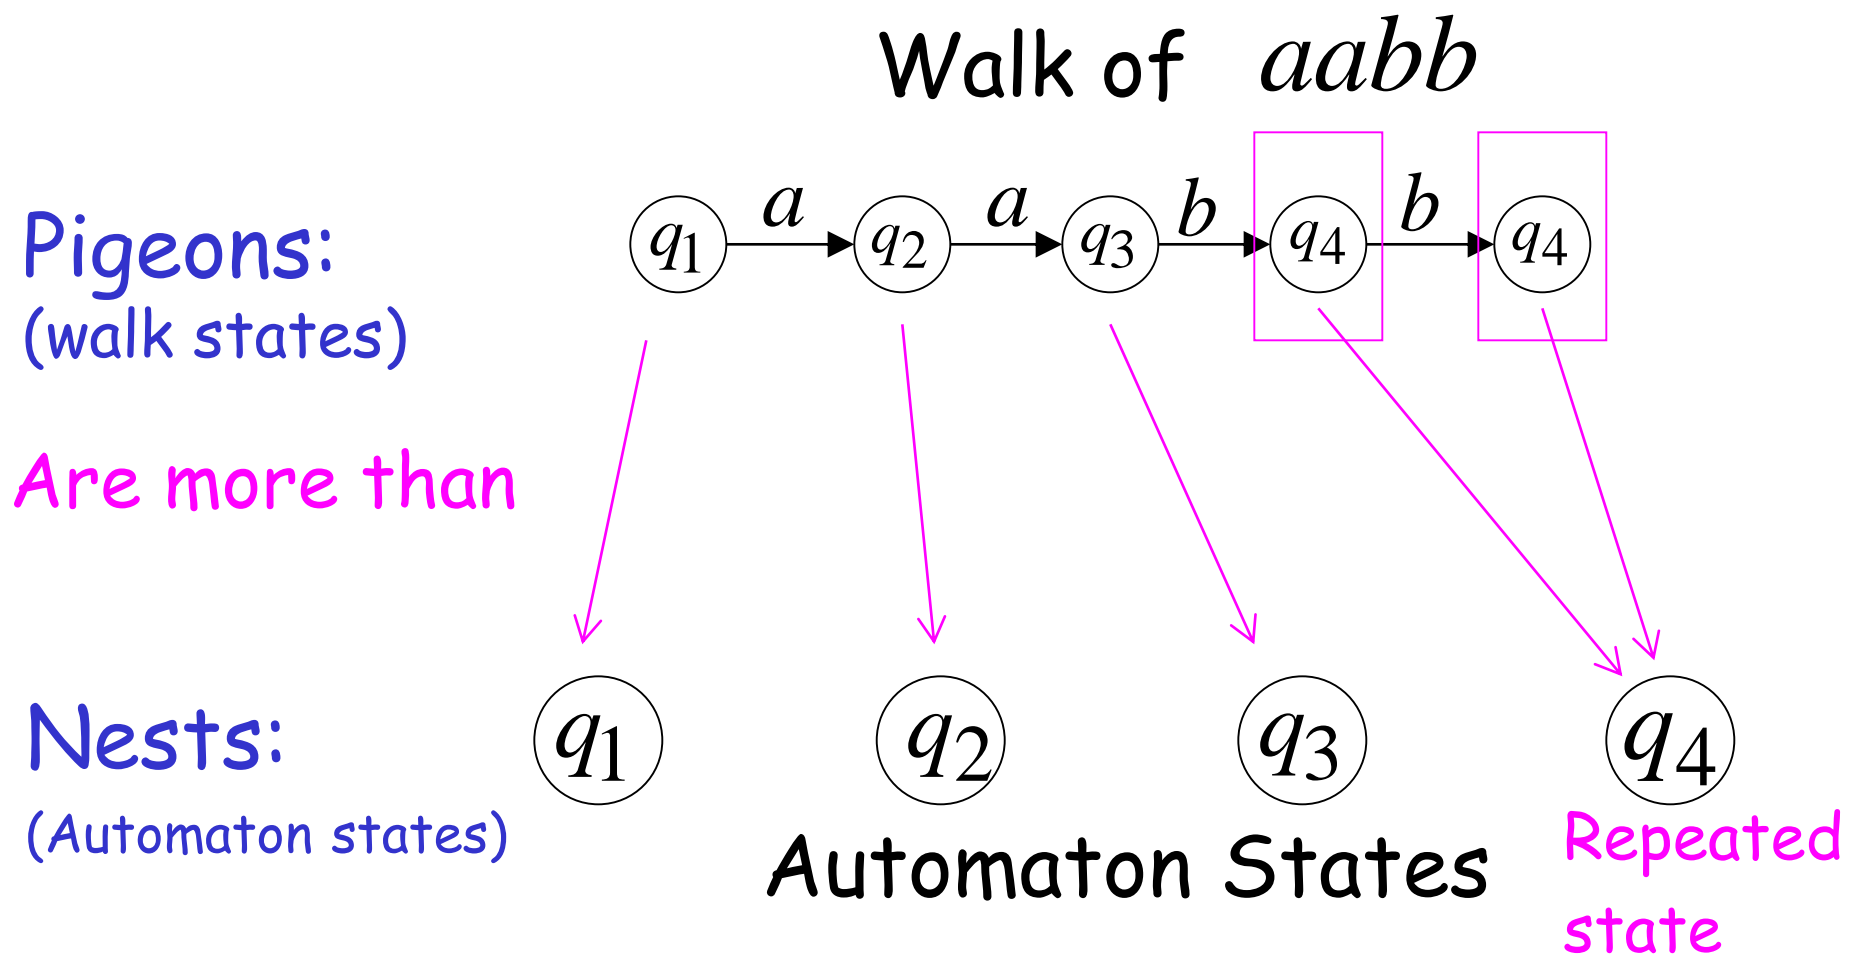 Walk of aabb
a a b b
Pigeons: q1 q2 q3 q4 q4
(walk states)
Are more than
Nests: q1 q2 q3 q4
(Automaton states)
Automaton States
Repeated
state